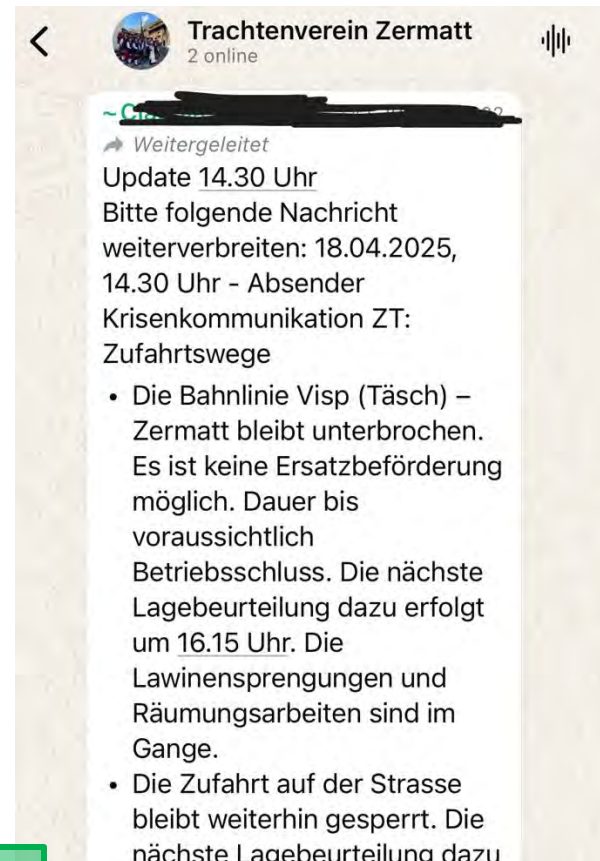 Trachtenverein Zermatt
2 online
Weitergeleitet
Update 14.30 Uhr
Bitte folgende Nachricht
weiterverbreiten: 18.04.2025,
14.30 Uhr - Absender
Krisenkommunikation ZT:
Zufahrtswege
• Die Bahnlinie Visp (Täsch) –
Zermatt bleibt unterbrochen.
Es ist keine Ersatzbeförderung
möglich. Dauer bis
voraussichtlich
Betriebsschluss. Die nächste
Lagebeurteilung dazu erfolgt
um 16.15 Uhr. Die
Lawinensprengungen und
Räumungsarbeiten sind im
Gange.
• Die Zufahrt auf der Strasse
bleibt weiterhin gesperrt. Die
nächste Lagebeurteilung dazu